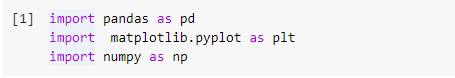 [1] import pandas as pd
import  matplotlib.pyplot as plt
import numpy as np